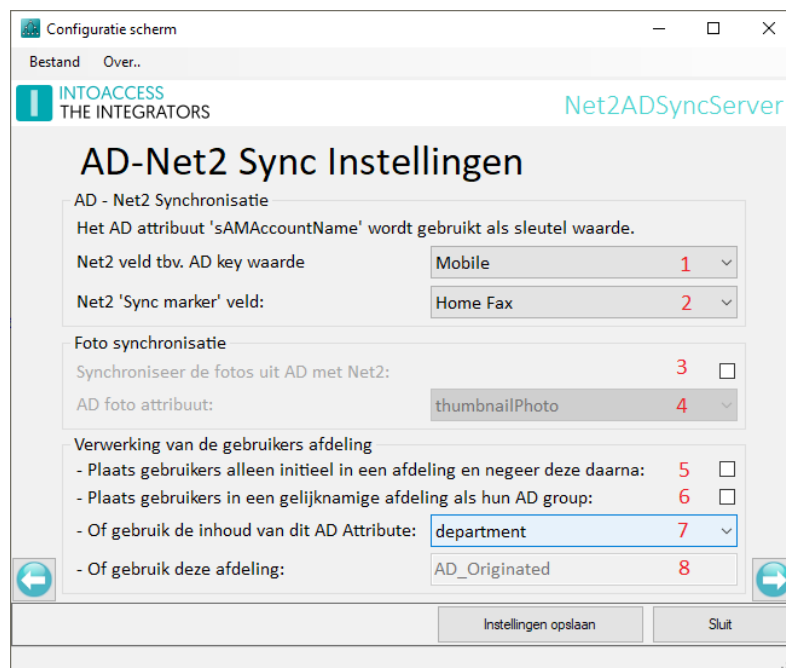 Configuratie scherm
Bestand Over..
INTOACCESS
THE INTEGRATORS
Net2ADSyncServer
AD-Net2 Sync Instellingen
AD - Net2 Synchronisatie
Het AD attribuut 'sAMAccountName' wordt gebruikt als sleutel waarde.
Net2 veld tbv. AD key waarde Mobile 1
Net2 'Sync marker' veld: Home Fax 2
Foto synchronisatie
Synchroniseer de fotos uit AD met Net2: 3
AD foto attribuut: thumbnailPhoto 4
Verwerking van de gebruikers afdeling
- Plaats gebruikers alleen initieel in een afdeling en negeer deze daarna: 5
- Plaats gebruikers in een gelijknamige afdeling als hun AD group: 6
- Of gebruik de inhoud van dit AD Attribute: department 7
- Of gebruik deze afdeling: AD_Originated 8
Instellingen opslaan Sluit